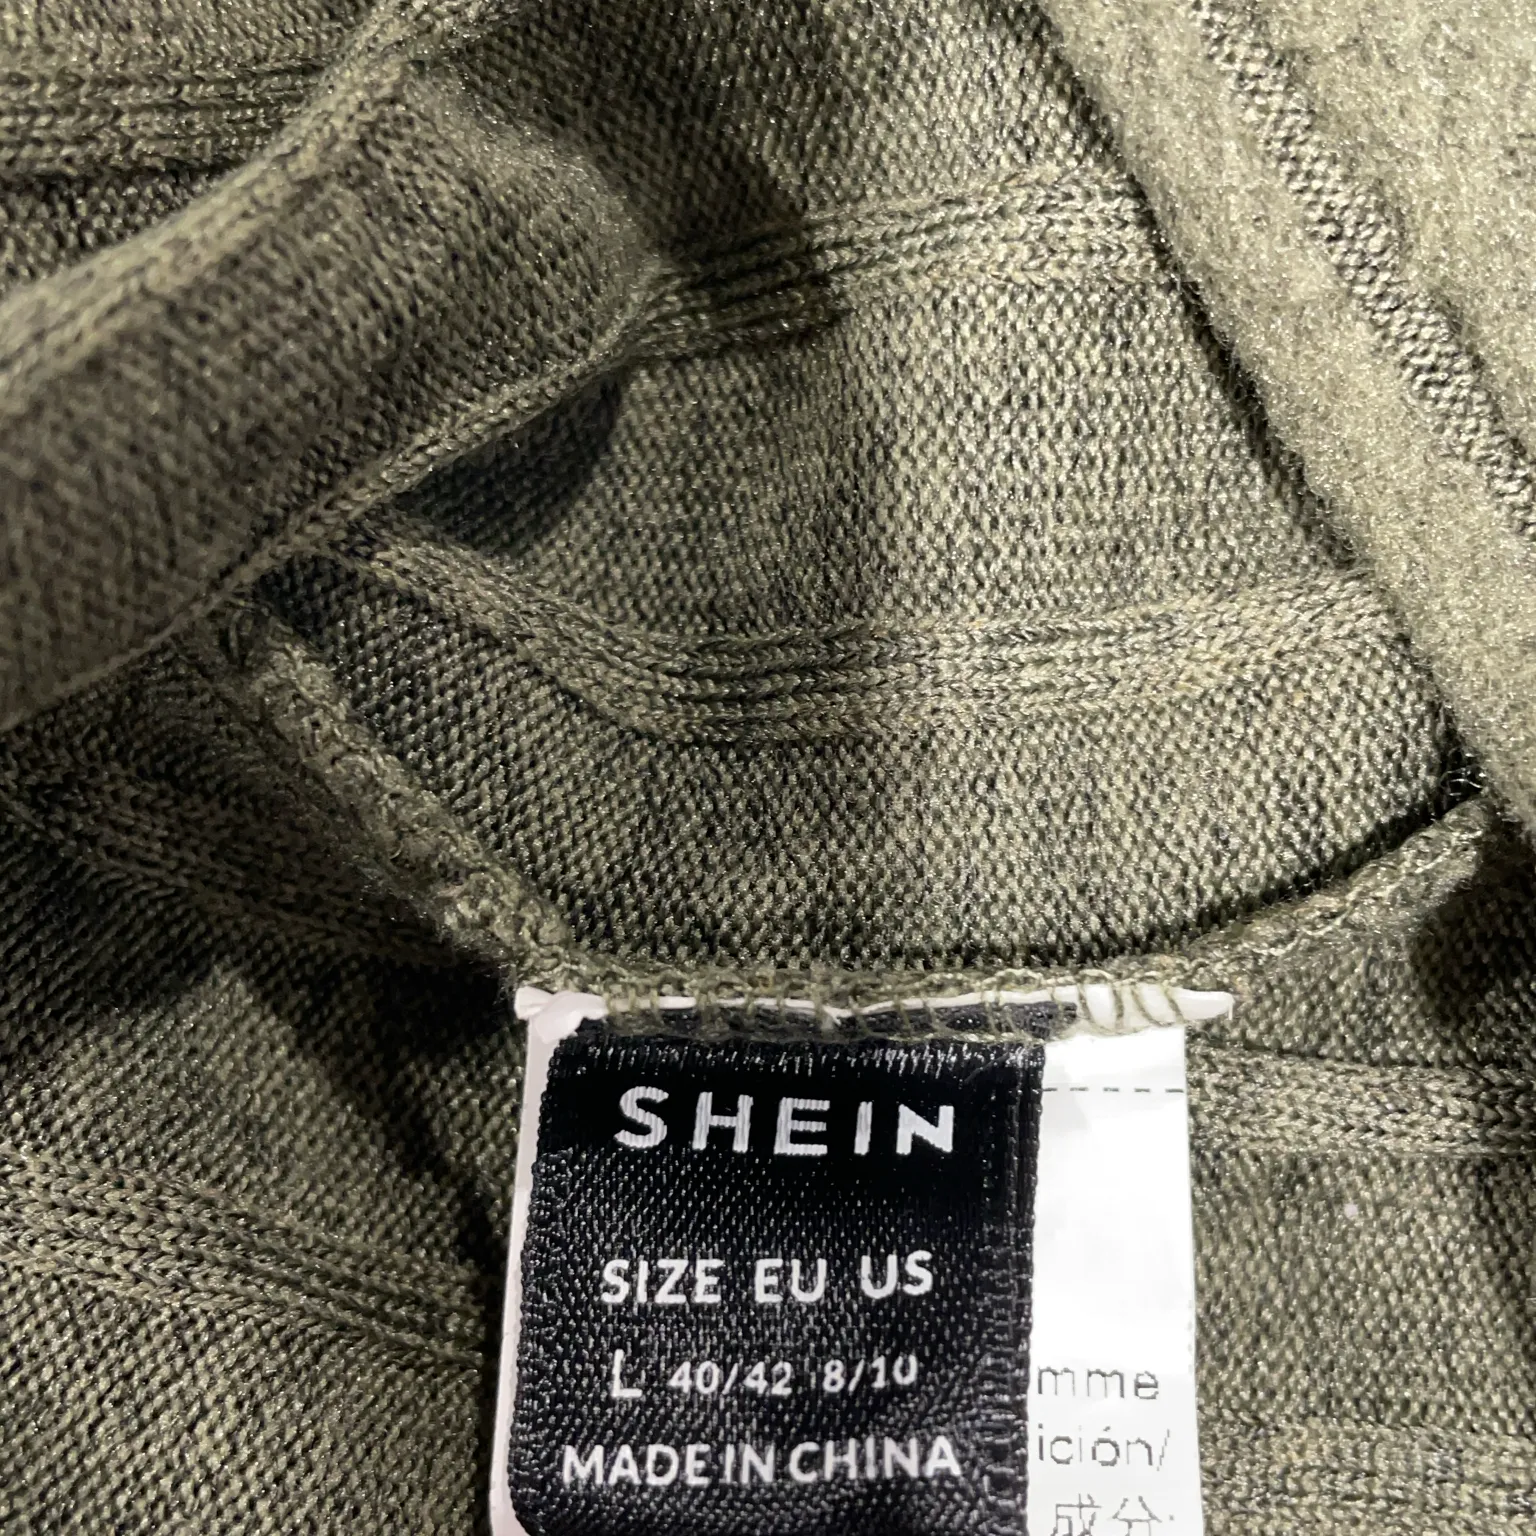 SHEIN
SIZE EU US
L 40/42 8/10
MADE IN CHINA
mme
ición/
成分: